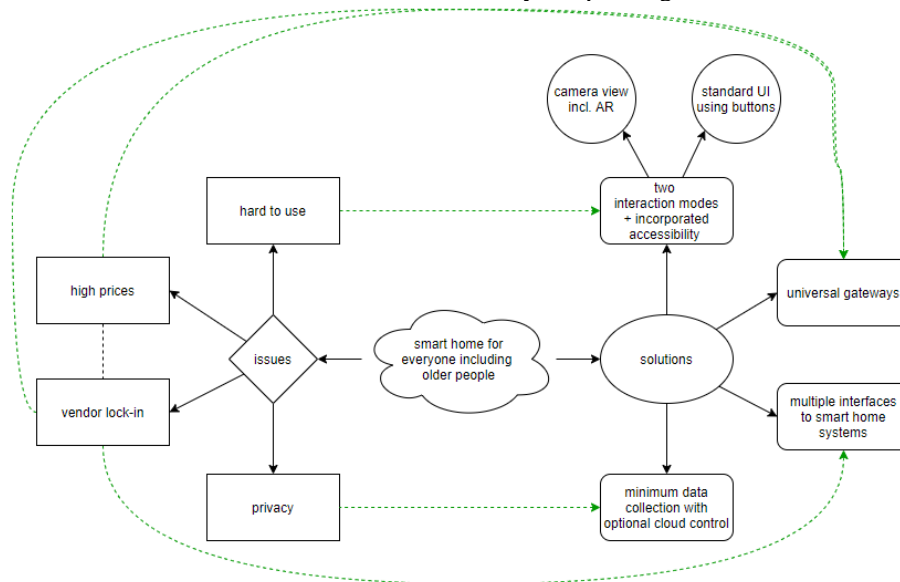 camera view
incl. AR
standard UI
using buttons
hard to use
two
interaction modes
+ incorporated
accessibility
high prices
universal gateways
issues
smart home for
everyone including
older people
solutions
vendor lock-in
multiple interfaces
to smart home
systems
privacy
minimum data
collection with
optional cloud control